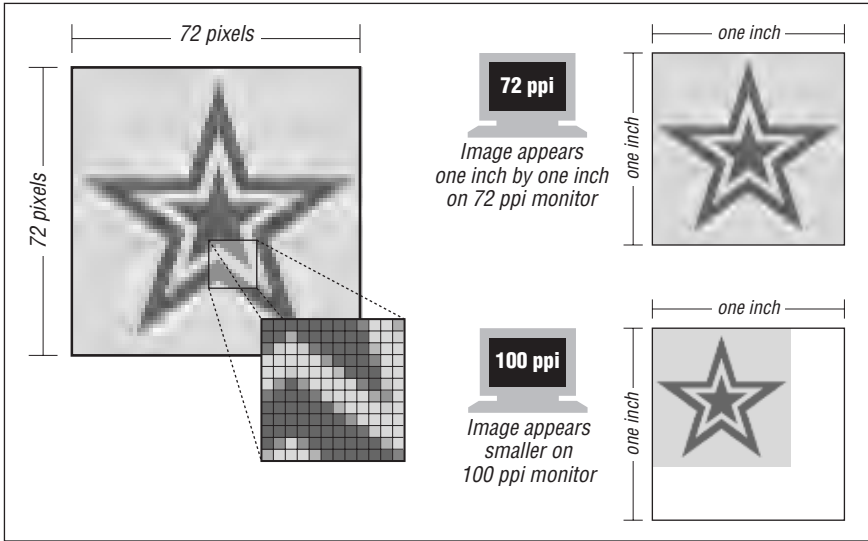 72 pixels
72 pixels
72 ppi
Image appears
one inch by one inch
on 72 ppi monitor
one inch
one inch
100 ppi
Image appears
smaller on
100 ppi monitor
one inch
one inch